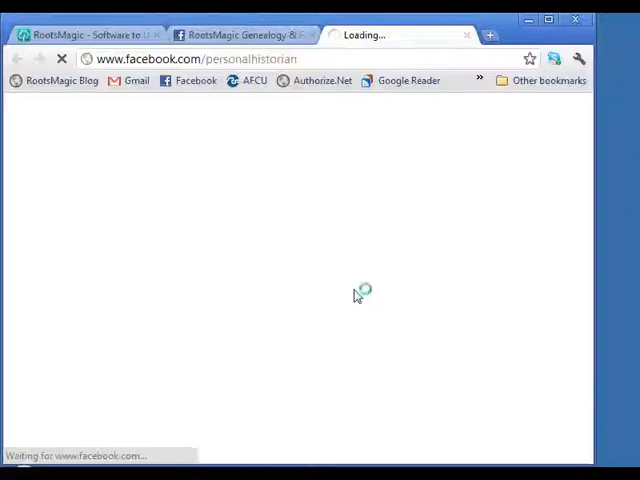 RootsMagic - Software to U
RootsMagic Genealogy & F
Loading...
www.facebook.com/personalhistorian
RootsMagic Blog
Gmail
Facebook
AFCU
Authorize.Net
Google Reader
»
Other bookmarks
Waiting for www.facebook.com...